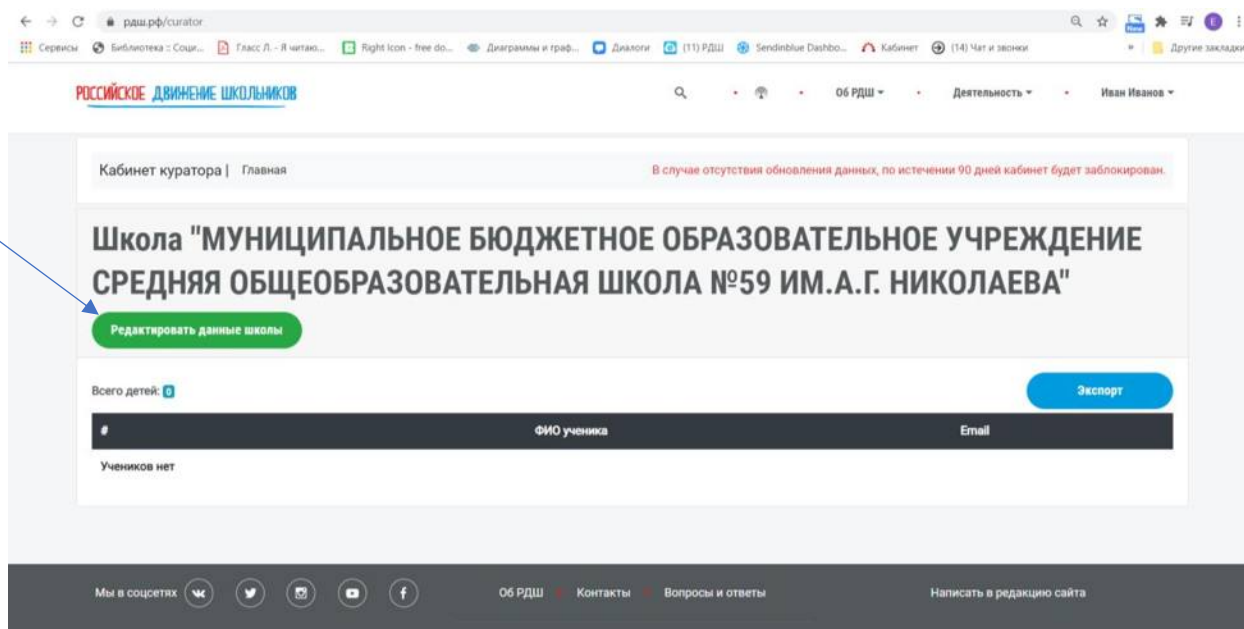 рдш.рф/curator
Сервисы Библиотека :: Соци... Гласс Л. - Я читаю... Right Icon - free do... Диаграммы и граф... Диалоги (11) РДШ Sendinblue Dashbo... Кабинет (14) Чат и звонки » Другие закладки
New
E
РОССИЙСКОЕ ДВИЖЕНИЕ ШКОЛЬНИКОВ
Об РДШ Деятельность Иван Иванов
Кабинет куратора | Главная В случае отсутствия обновления данных, по истечении 90 дней кабинет будет заблокирован.
Школа "МУНИЦИПАЛЬНОЕ БЮДЖЕТНОЕ ОБРАЗОВАТЕЛЬНОЕ УЧРЕЖДЕНИЕ
СРЕДНЯЯ ОБЩЕОБРАЗОВАТЕЛЬНАЯ ШКОЛА №59 ИМ.А.Г. НИКОЛАЕВА"
Редактировать данные школы
Всего детей: 0 Экспорт
# ФИО ученика Email
Учеников нет
Мы в соцсетях Об РДШ Контакты Вопросы и ответы Написать в редакцию сайта